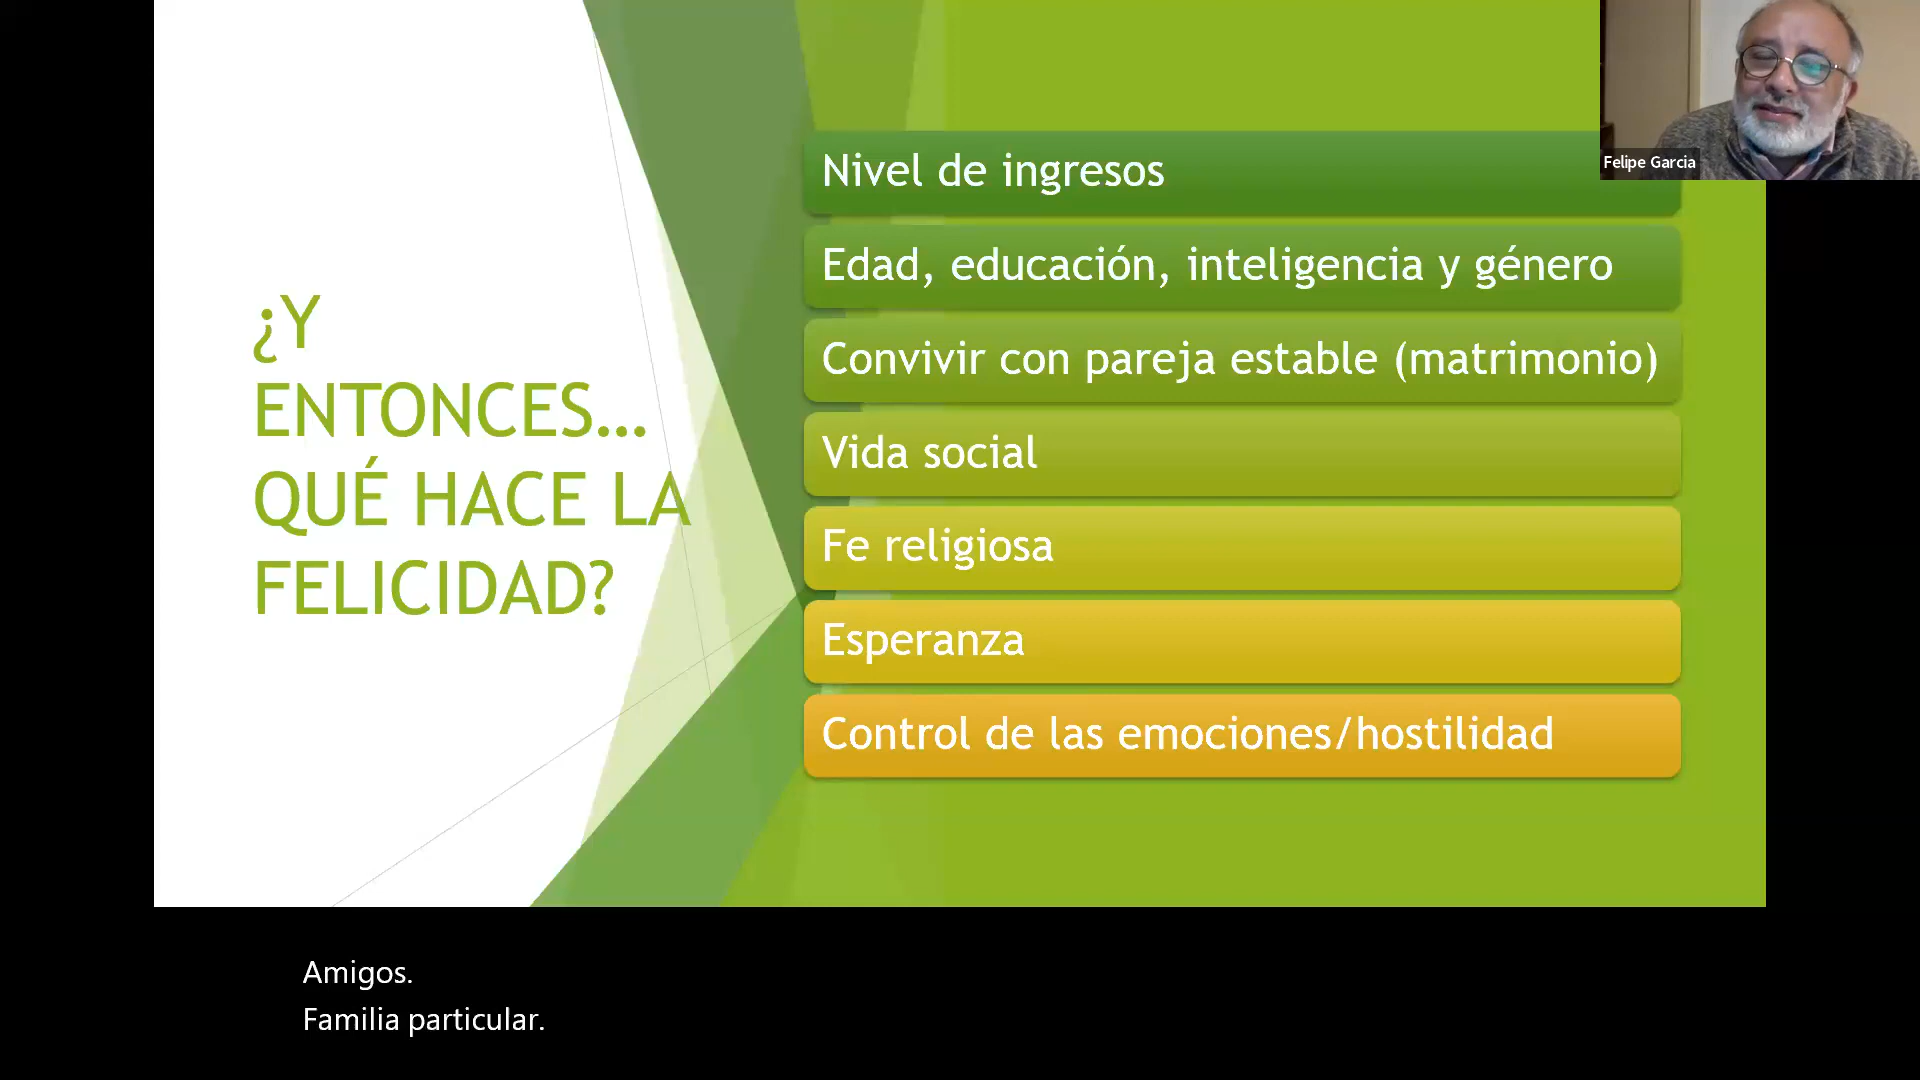 ¿Y
ENTONCES...
QUÉ HACE LA
FELICIDAD?
Nivel de ingresos
Edad, educación, inteligencia y género
Convivir con pareja estable (matrimonio)
Vida social
Fe religiosa
Esperanza
Control de las emociones/hostilidad
Felipe Garcia
Amigos.
Familia particular.